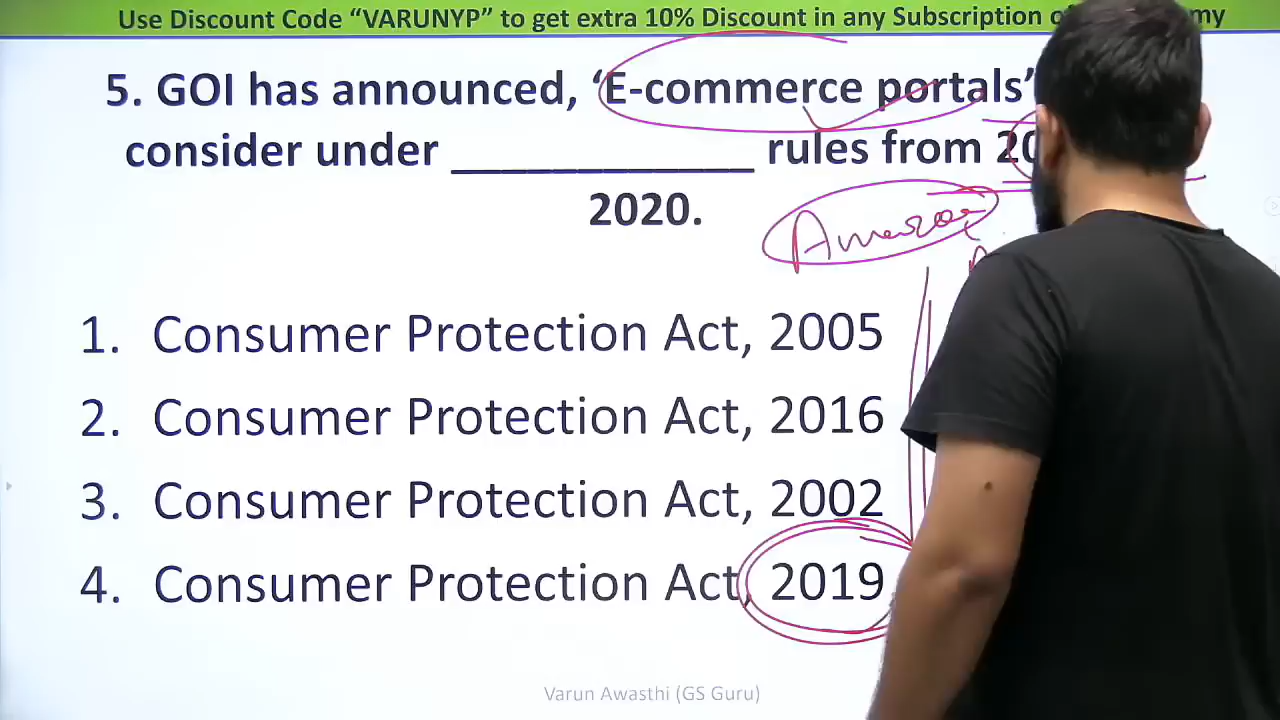 Use Discount Code “VARUNYP” to get extra 10% Discount in any Subscription
5. GOI has announced, ‘E-commerce portals’
consider under ____________ rules from
2020.
Amazon
1. Consumer Protection Act, 2005
2. Consumer Protection Act, 2016
3. Consumer Protection Act, 2002
4. Consumer Protection Act, 2019
Varun Awasthi (GS Guru)